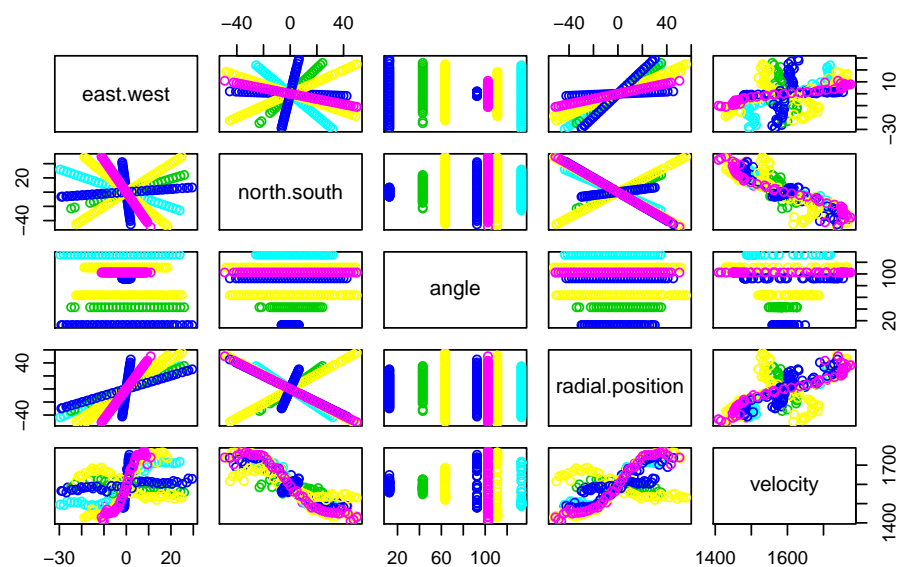 −40 0 40
−40 0 40
east.west
−30 10
−40 20
north.south
angle
20 100
−40 40
radial.position
velocity
1400 1700
−30 0 20
20 60 100
1400 1600